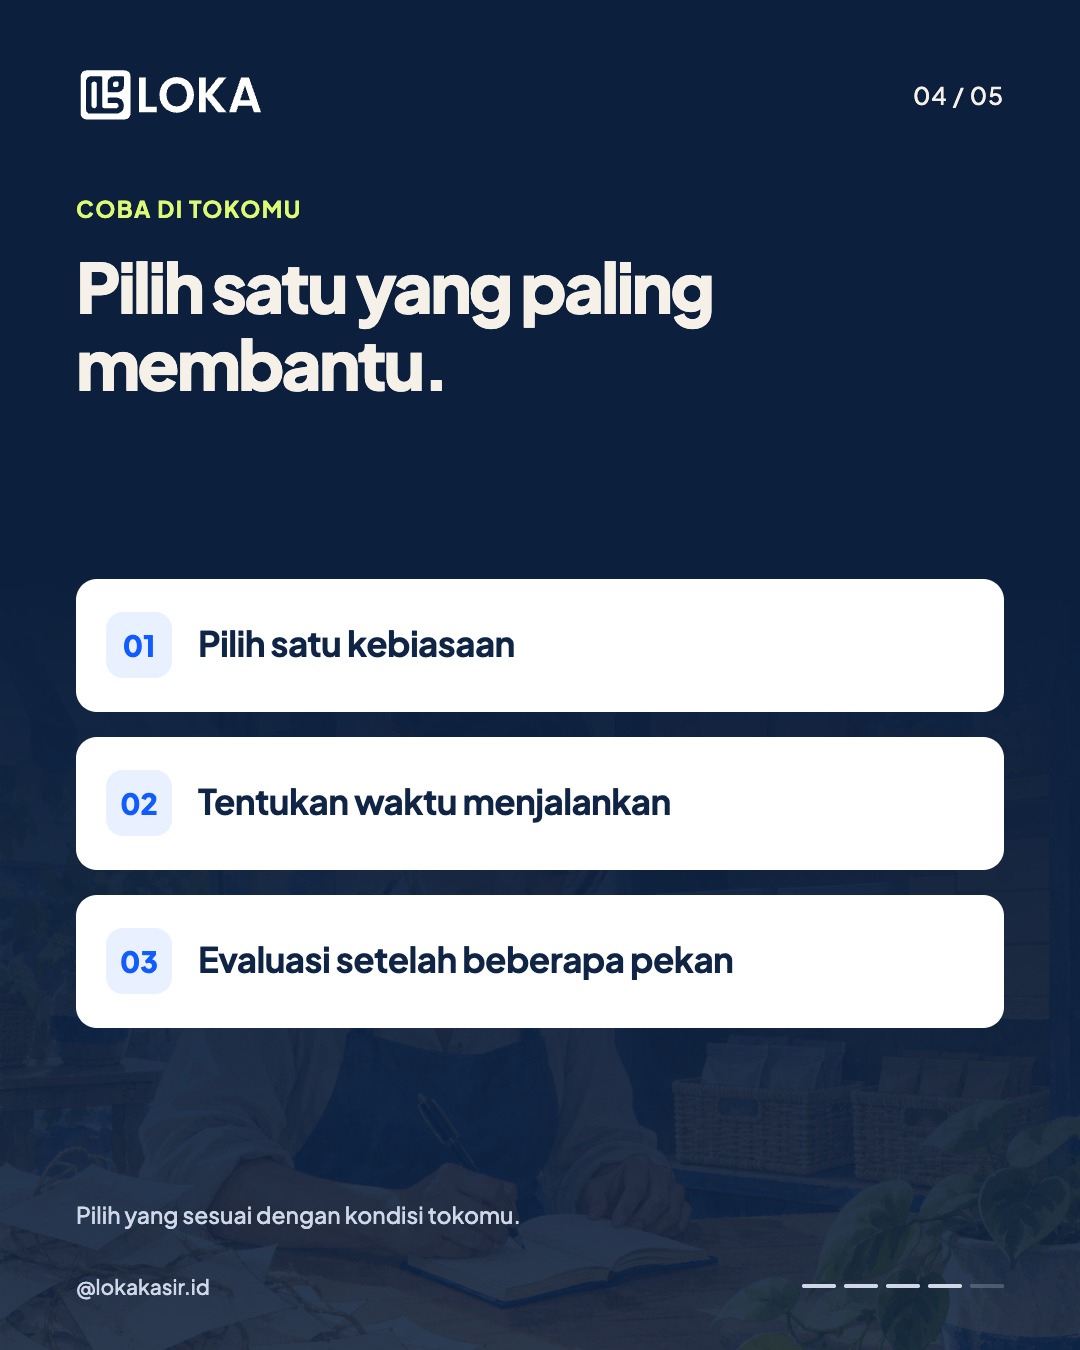 LOKA
04 / 05
COBA DI TOKOMU
Pilih satu yang paling
membantu.
01 Pilih satu kebiasaan
02 Tentukan waktu menjalankan
03 Evaluasi setelah beberapa pekan
Pilih yang sesuai dengan kondisi tokomu.
@lokakasir.id